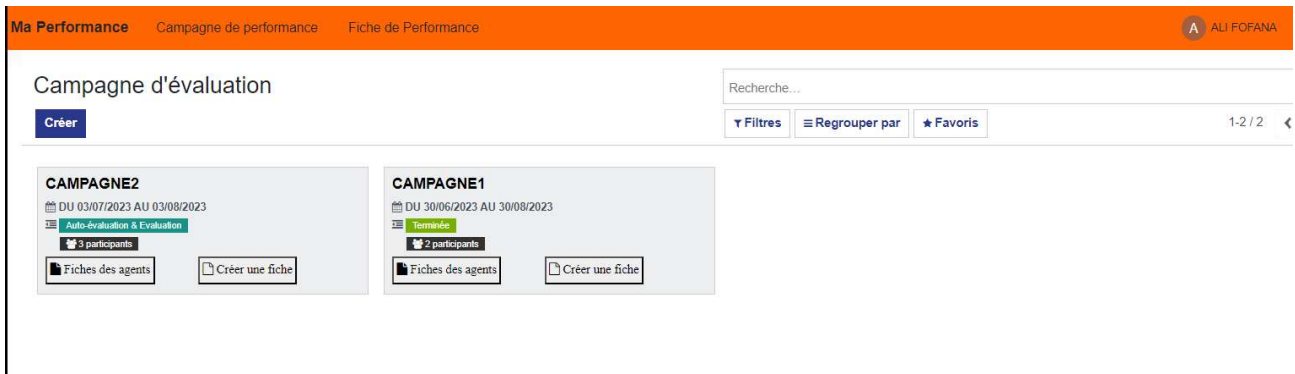 Ma Performance Campagne de performance Fiche de Performance A ALI FOFANA
Campagne d'évaluation
Recherche...
Créer
Filtres Regrouper par Favoris 1-2 / 2
CAMPAGNE2
DU 03/07/2023 AU 03/08/2023
Auto-évaluation & Evaluation
3 participants
Fiches des agents Créer une fiche
CAMPAGNE1
DU 30/06/2023 AU 30/08/2023
Terminée
2 participants
Fiches des agents Créer une fiche